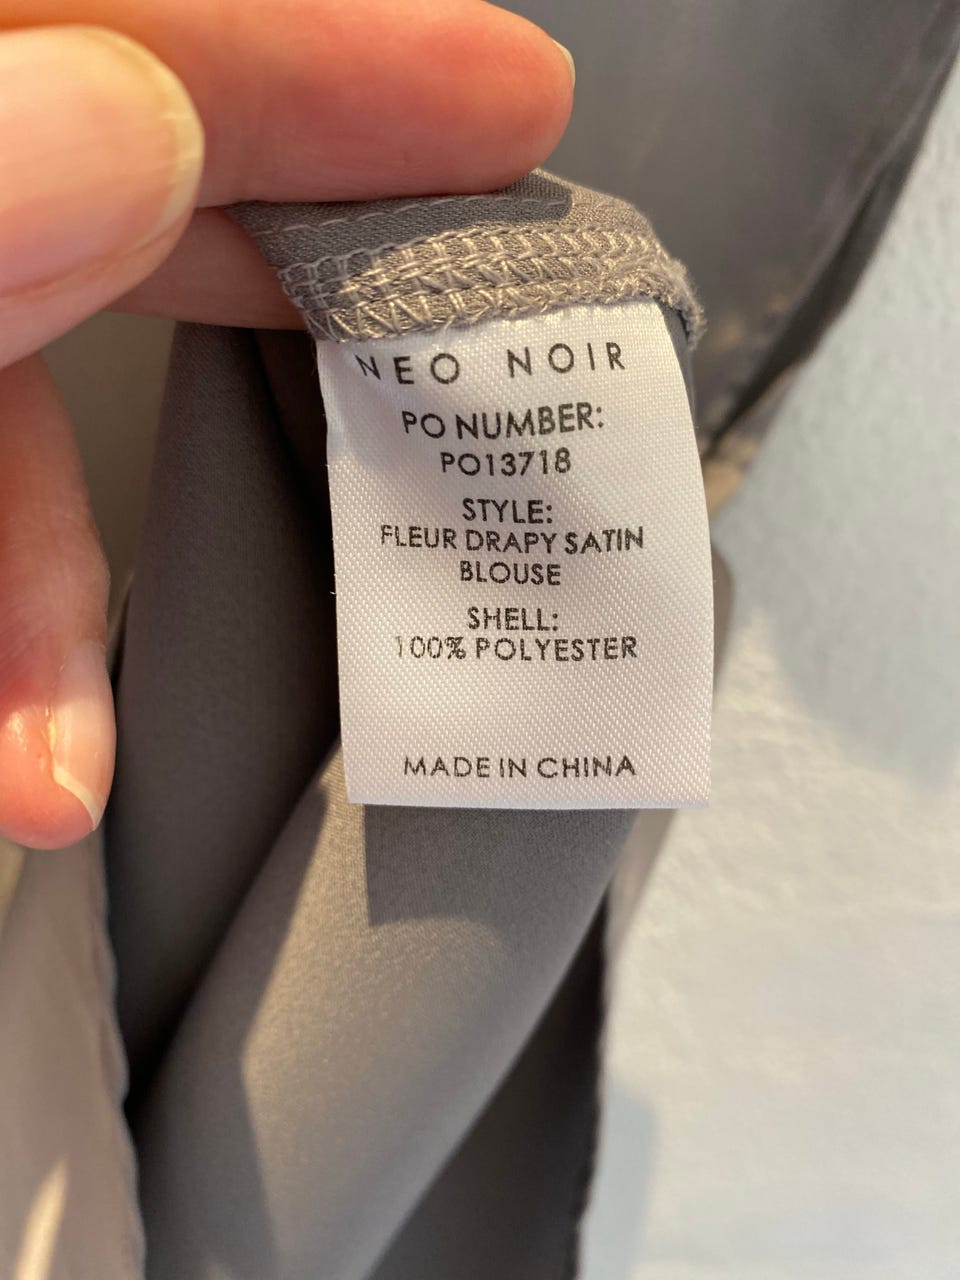 NEO NOIR
PO NUMBER:
PO13718
STYLE:
FLEUR DRAPY SATIN
BLOUSE
SHELL:
100% POLYESTER
MADE IN CHINA